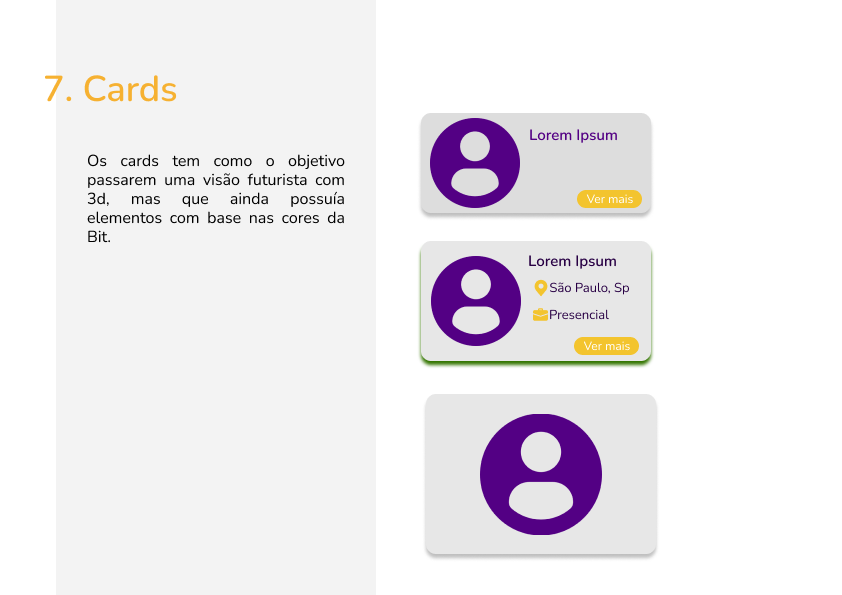 7. Cards
Os cards tem como o objetivo
passarem uma visão futurista com
3d, mas que ainda possuía
elementos com base nas cores da
Bit.
Lorem Ipsum
Ver mais
Lorem Ipsum
São Paulo, Sp
Presencial
Ver mais